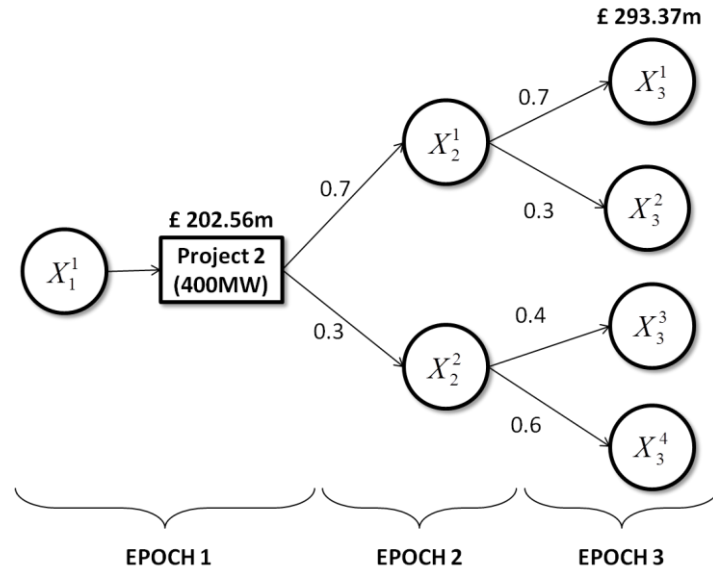 £ 293.37m
X_3^1
0.7
X_2^1
0.7
0.3
X_3^2
£ 202.56m
X_1^1
Project 2
(400MW)
0.3
0.4
X_3^3
X_2^2
0.6
X_3^4
EPOCH 1
EPOCH 2
EPOCH 3